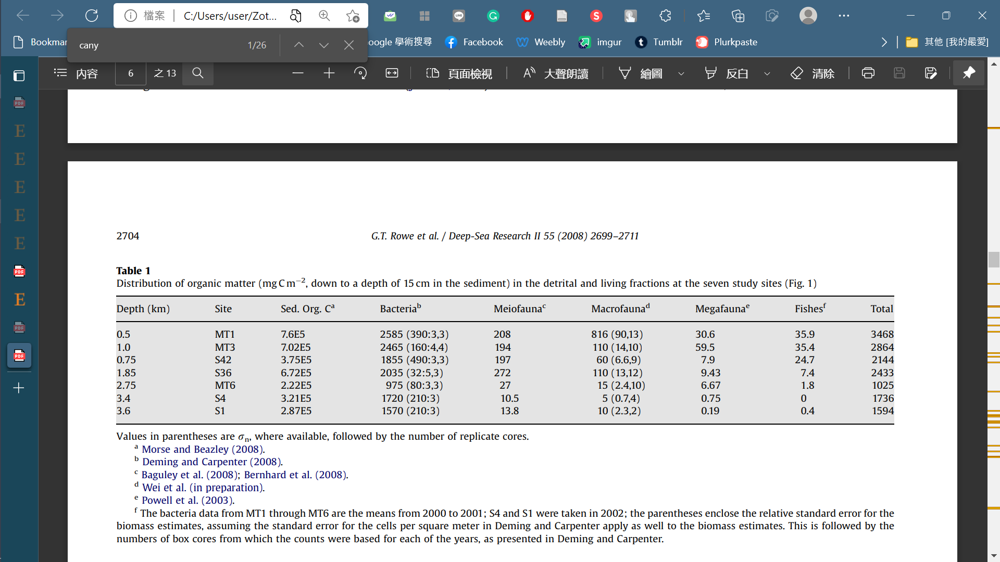 檔案 C:/Users/user/Zot...
Bookmar
cany 1/26
oogle 學術搜尋 Facebook Weebly imgur Tumblr Plurkpaste 其他 [我的最愛]
內容 6 之 13 頁面檢視 大聲朗讀 繪圖 反白 清除
2704 G.T. Rowe et al. / Deep-Sea Research II 55 (2008) 2699–2711
Table 1
Distribution of organic matter (mg C m⁻², down to a depth of 15 cm in the sediment) in the detrital and living fractions at the seven study sites (Fig. 1)
Depth (km) Site Sed. Org. Cᵃ Bacteriaᵇ Meiofaunaᶜ Macrofaunaᵈ Megafaunaᵉ Fishesᶠ Total
0.5 MT1 7.6E5 2585 (390:3,3) 208 816 (90,13) 30.6 35.9 3468
1.0 MT3 7.02E5 2465 (160:4,4) 194 110 (14,10) 59.5 35.4 2864
0.75 S42 3.75E5 1855 (490:3,3) 197 60 (6.6,9) 7.9 24.7 2144
1.85 S36 6.72E5 2035 (32:5,3) 272 110 (13,12) 9.43 7.4 2433
2.75 MT6 2.22E5 975 (80:3,3) 27 15 (2.4,10) 6.67 1.8 1025
3.4 S4 3.21E5 1720 (210:3) 10.5 5 (0.7,4) 0.75 0 1736
3.6 S1 2.87E5 1570 (210:3) 13.8 10 (2.3,2) 0.19 0.4 1594
Values in parentheses are σₙ, where available, followed by the number of replicate cores.
ᵃ Morse and Beazley (2008).
ᵇ Deming and Carpenter (2008).
ᶜ Baguley et al. (2008); Bernhard et al. (2008).
ᵈ Wei et al. (in preparation).
ᵉ Powell et al. (2003).
ᶠ The bacteria data from MT1 through MT6 are the means from 2000 to 2001; S4 and S1 were taken in 2002; the parentheses enclose the relative standard error for the
biomass estimates, assuming the standard error for the cells per square meter in Deming and Carpenter apply as well to the biomass estimates. This is followed by the
numbers of box cores from which the counts were based for each of the years, as presented in Deming and Carpenter.